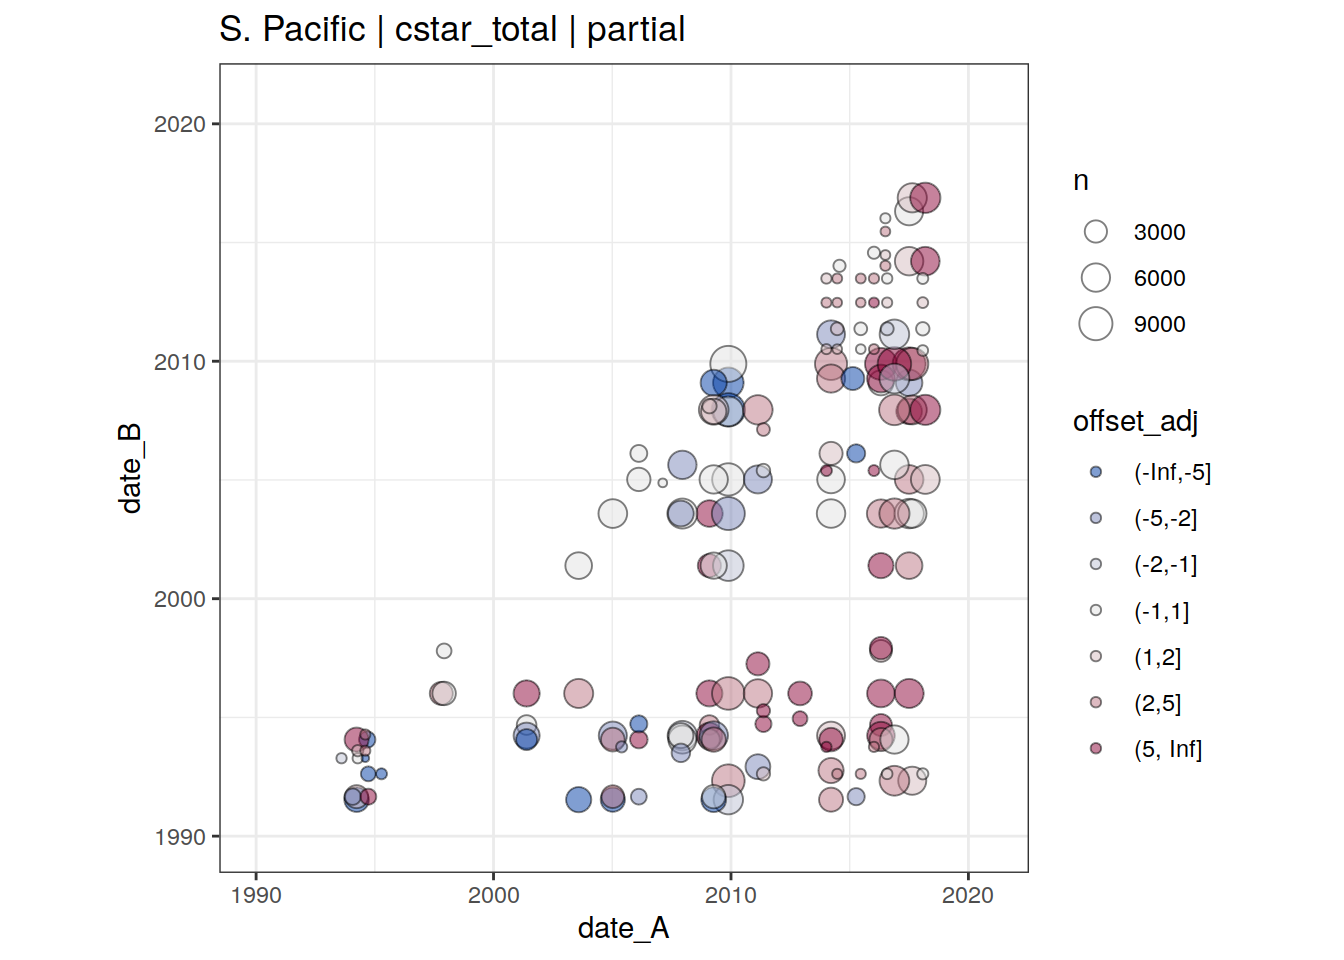 S. Pacific | cstar_total | partial
2020
2010
2000
1990
date_B
1990
2000
2010
2020
date_A
n
3000
6000
9000
offset_adj
(-Inf,-5]
(-5,-2]
(-2,-1]
(-1,1]
(1,2]
(2,5]
(5, Inf]